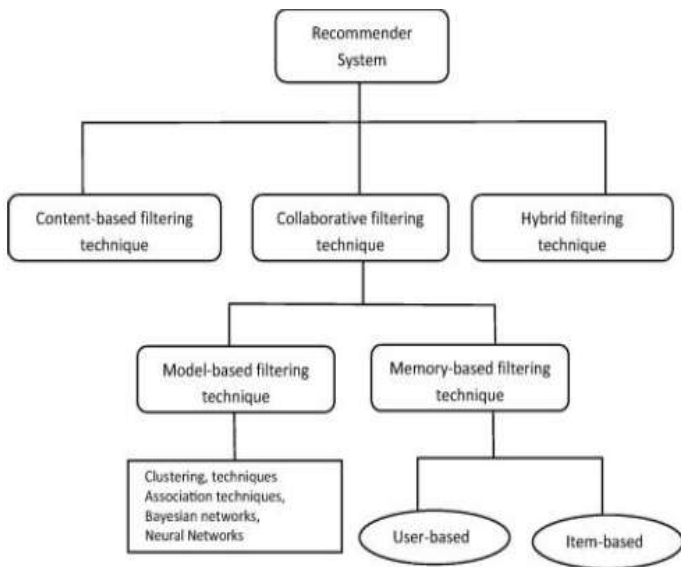 Recommender
System
Content-based filtering
technique
Collaborative filtering
technique
Hybrid filtering
technique
Model-based filtering
technique
Memory-based filtering
technique
Clustering, techniques
Association techniques,
Bayesian networks,
Neural Networks
User-based
Item-based